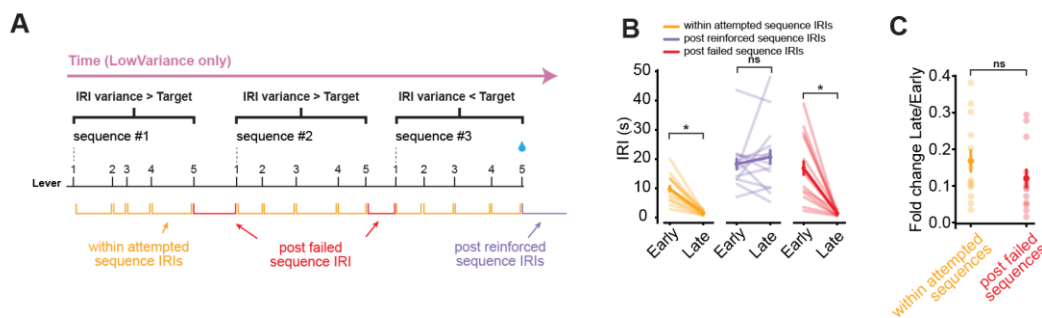 A
Time (LowVariance only)
IRI variance > Target
IRI variance > Target
IRI variance < Target
sequence #1
sequence #2
sequence #3
1 2 3 4 5 1 2 3 4 5 1 2 3 4 5
Lever
within attempted
sequence IRIs
post failed
sequence IRI
post reinforced
sequence IRIs
B
within attempted sequence IRIs
post reinforced sequence IRIs
post failed sequence IRIs
ns
*
*
IRI (s)
50
40
30
20
10
0
Early
Late
Early
Late
Early
Late
C
ns
Fold change Late/Early
0.4
0.3
0.2
0.1
0.0
within attempted
sequences
post failed
sequences